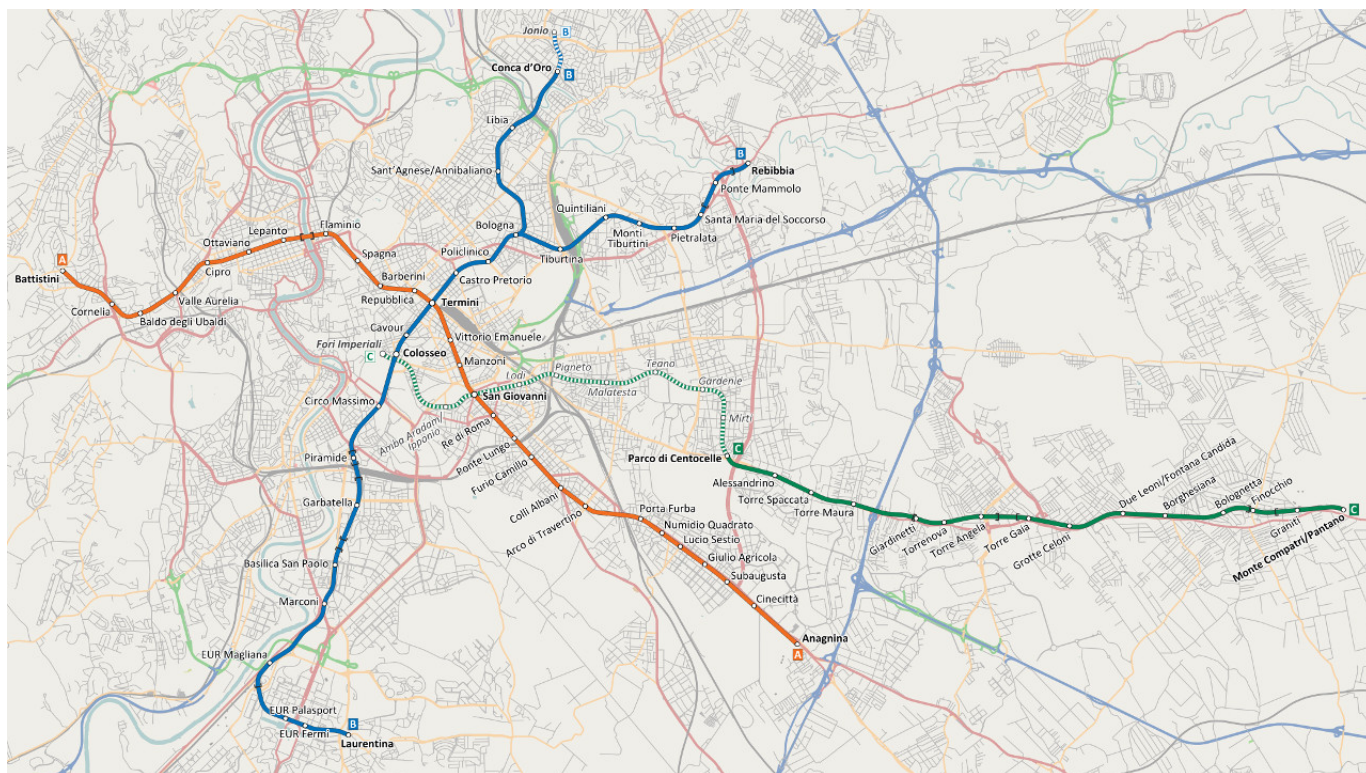 Jonio
B
Conca d'Oro
B
Libia
B
Rebibbia
Sant'Agnese/Annibaliano
Ponte Mammolo
Quintiliani
Santa Maria del Soccorso
Lepanto
Flaminio
Bologna
Monti
Tiburtini
Pietralata
Ottaviano
Spagna
Policlinico
Tiburtina
A
Cipro
Battistini
Barberini
Castro Pretorio
Valle Aurelia
Repubblica
Termini
Cornelia
Baldo degli Ubaldi
Cavour
Vittorio Emanuele
Fori Imperiali
C
Colosseo
Manzoni
Lodi
Pigneto
Teano
Gardenie
Malatesta
San Giovanni
Circo Massimo
Amba Aradam/
Ipponio
Re di Roma
Mirti
Ponte Lungo
C
Piramide
Furio Camillo
Parco di Centocelle
Alessandrino
Torre Spaccata
Torre Maura
Garbatella
Colli Albani
Arco di Travertino
Porta Furba
Giardinetti
Torrenova
Torre Angela
Torre Gaia
Grotte Celoni
Due Leoni/Fontana Candida
Borghesiana
Bolognetta
Finocchio
Graniti
Monte Compatri/Pantano
C
Numidio Quadrato
Lucio Sestio
Basilica San Paolo
Giulio Agricola
Subaugusta
Marconi
Cinecittà
Anagnina
A
EUR Magliana
EUR Palasport
B
EUR Fermi
Laurentina